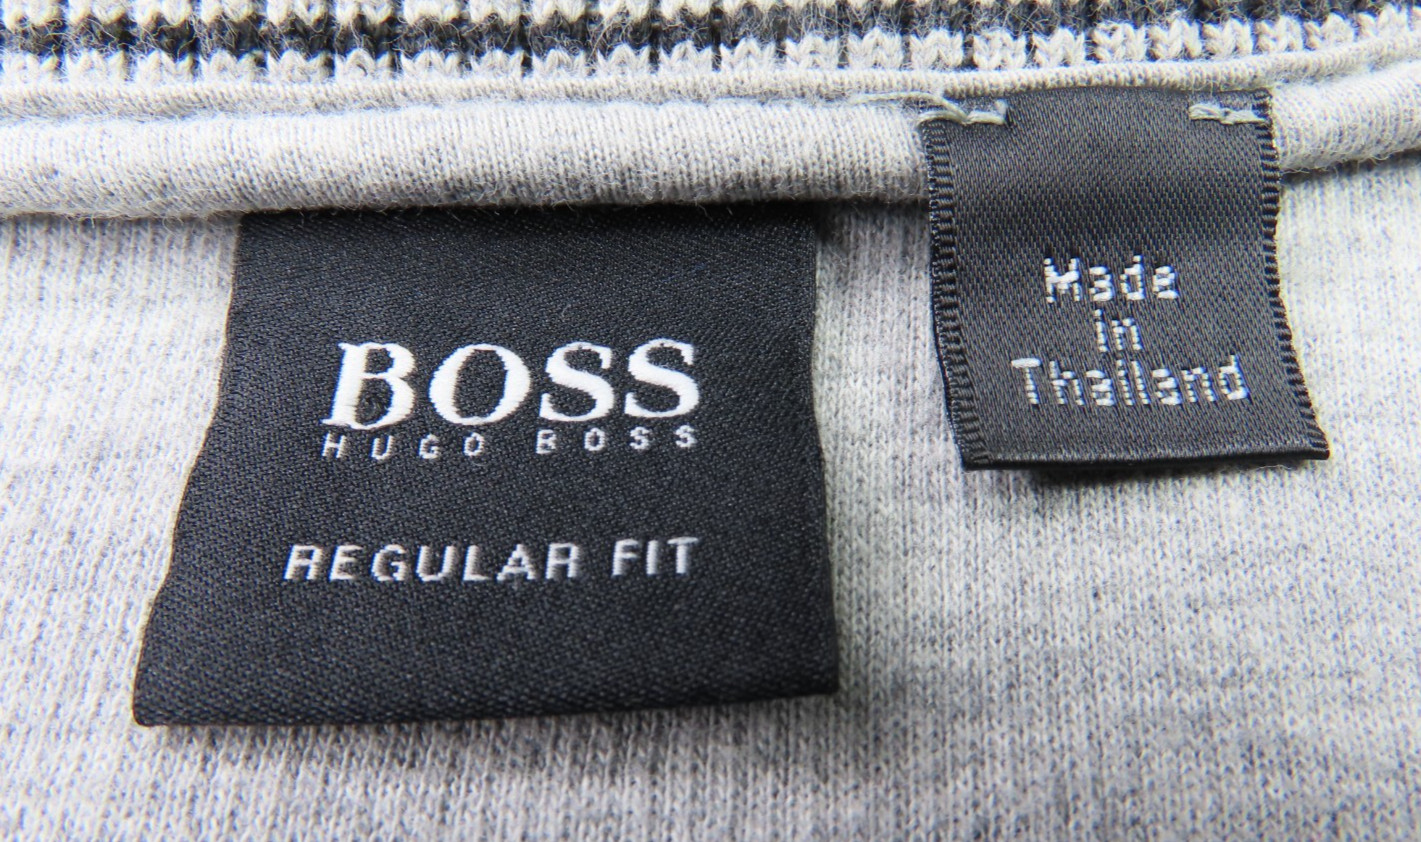 BOSS
HUGO BOSS
REGULAR FIT
Made
in
Thailand